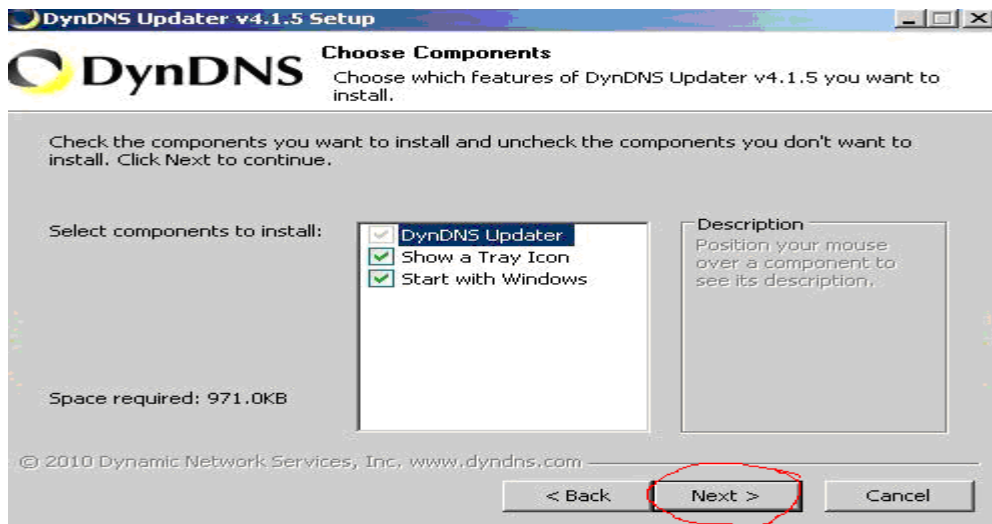 DynDNS Updater v4.1.5 Setup
DynDNS
Choose Components
Choose which features of DynDNS Updater v4.1.5 you want to
install.
Check the components you want to install and uncheck the components you don't want to
install. Click Next to continue.
Select components to install:
DynDNS Updater
Show a Tray Icon
Start with Windows
Description
Position your mouse
over a component to
see its description.
Space required: 971.0KB
© 2010 Dynamic Network Services, Inc. www.dyndns.com
< Back
Next >
Cancel